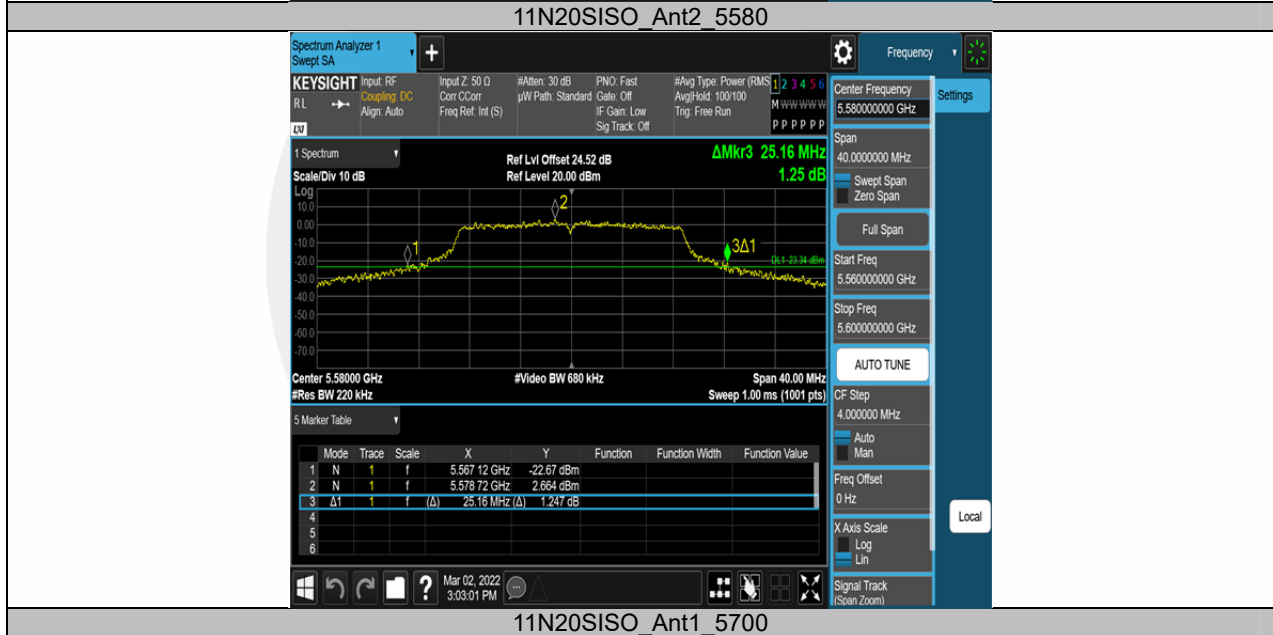 11N20SISO_Ant2_5580
Spectrum Analyzer 1
Swept SA
+
Frequency
KEYSIGHT
RL
LXI
Input: RF
Coupling: DC
Align: Auto
Input Z: 50 Ω
Corr CCorr
Freq Ref: Int (S)
#Atten: 30 dB
µW Path: Standard
PNO: Fast
Gate: Off
IF Gain: Low
Sig Track: Off
#Avg Type: Power (RMS
Avg|Hold: 100/100
Trig: Free Run
1 2 3 4 5 6
M W W W W W
P P P P P P
1 Spectrum
Scale/Div 10 dB
Ref Lvl Offset 24.52 dB
Ref Level 20.00 dBm
ΔMkr3 25.16 MHz
1.25 dB
Log
10.0
0.00
-10.0
-20.0
-30.0
-40.0
-50.0
-60.0
-70.0
1
2
3Δ1
DL1 -23.34 dBm
Center 5.58000 GHz
#Video BW 680 kHz
Span 40.00 MHz
#Res BW 220 kHz
Sweep 1.00 ms (1001 pts)
5 Marker Table
Mode Trace Scale X Y Function Function Width Function Value
1 N 1 f 5.567 12 GHz -22.67 dBm
2 N 1 f 5.578 72 GHz 2.664 dBm
3 Δ1 1 f (Δ) 25.16 MHz (Δ) 1.247 dB
4
5
6
Mar 02, 2022
3:03:01 PM
?
Center Frequency
5.580000000 GHz
Settings
Span
40.0000000 MHz
Swept Span
Zero Span
Full Span
Start Freq
5.560000000 GHz
Stop Freq
5.600000000 GHz
AUTO TUNE
CF Step
4.000000 MHz
Auto
Man
Freq Offset
0 Hz
Local
X Axis Scale
Log
Lin
Signal Track
(Span Zoom)
11N20SISO_Ant1_5700